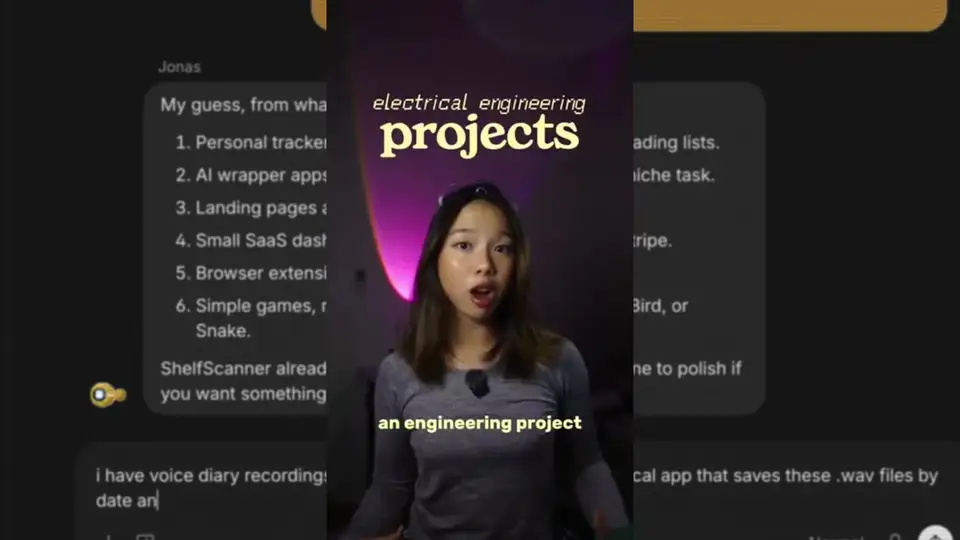 Jonas
My guess, from wha
1. Personal tracker
ading lists.
2. AI wrapper apps
niche task.
3. Landing pages a
4. Small SaaS dash
tripe.
5. Browser extensi
6. Simple games, r
Bird, or
Snake.
ShelfScanner alread
me to polish if
you want something
i have voice diary recordings
cal app that saves these .wav files by
date an
electrical engineering
projects
an engineering project